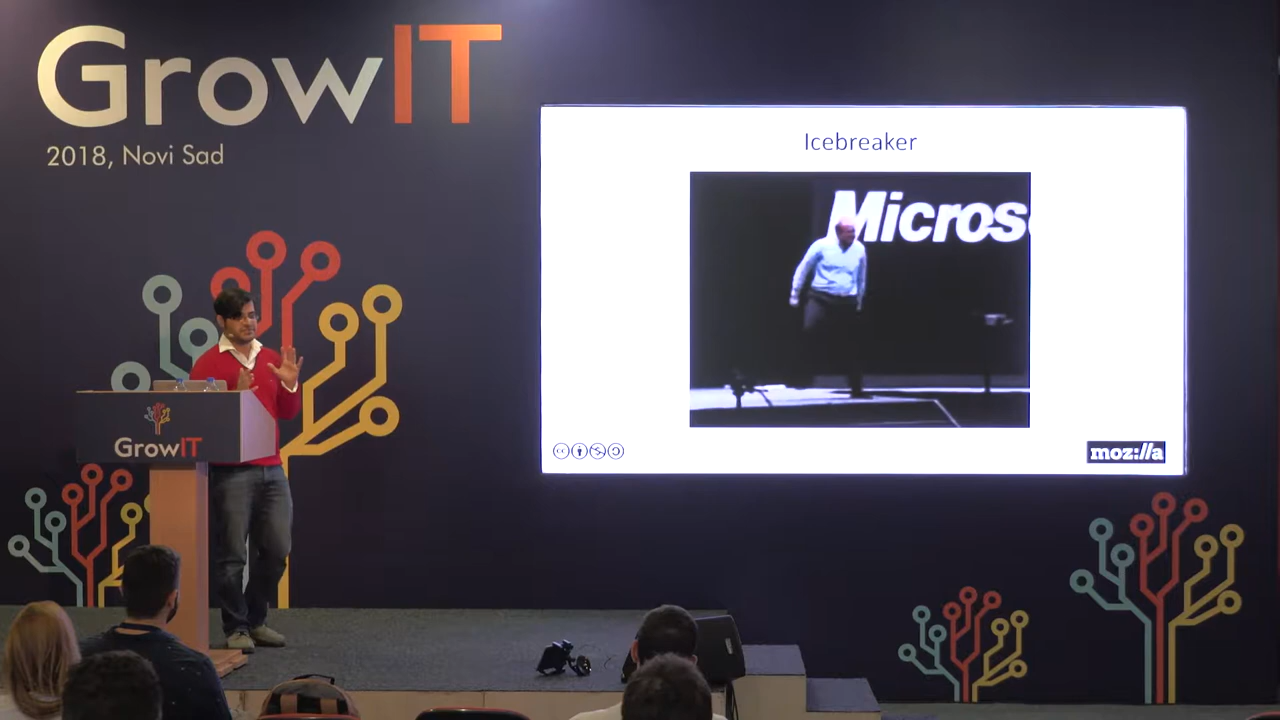 GrowIT
2018, Novi Sad
Icebreaker
Micros
moz://a
GrowIT